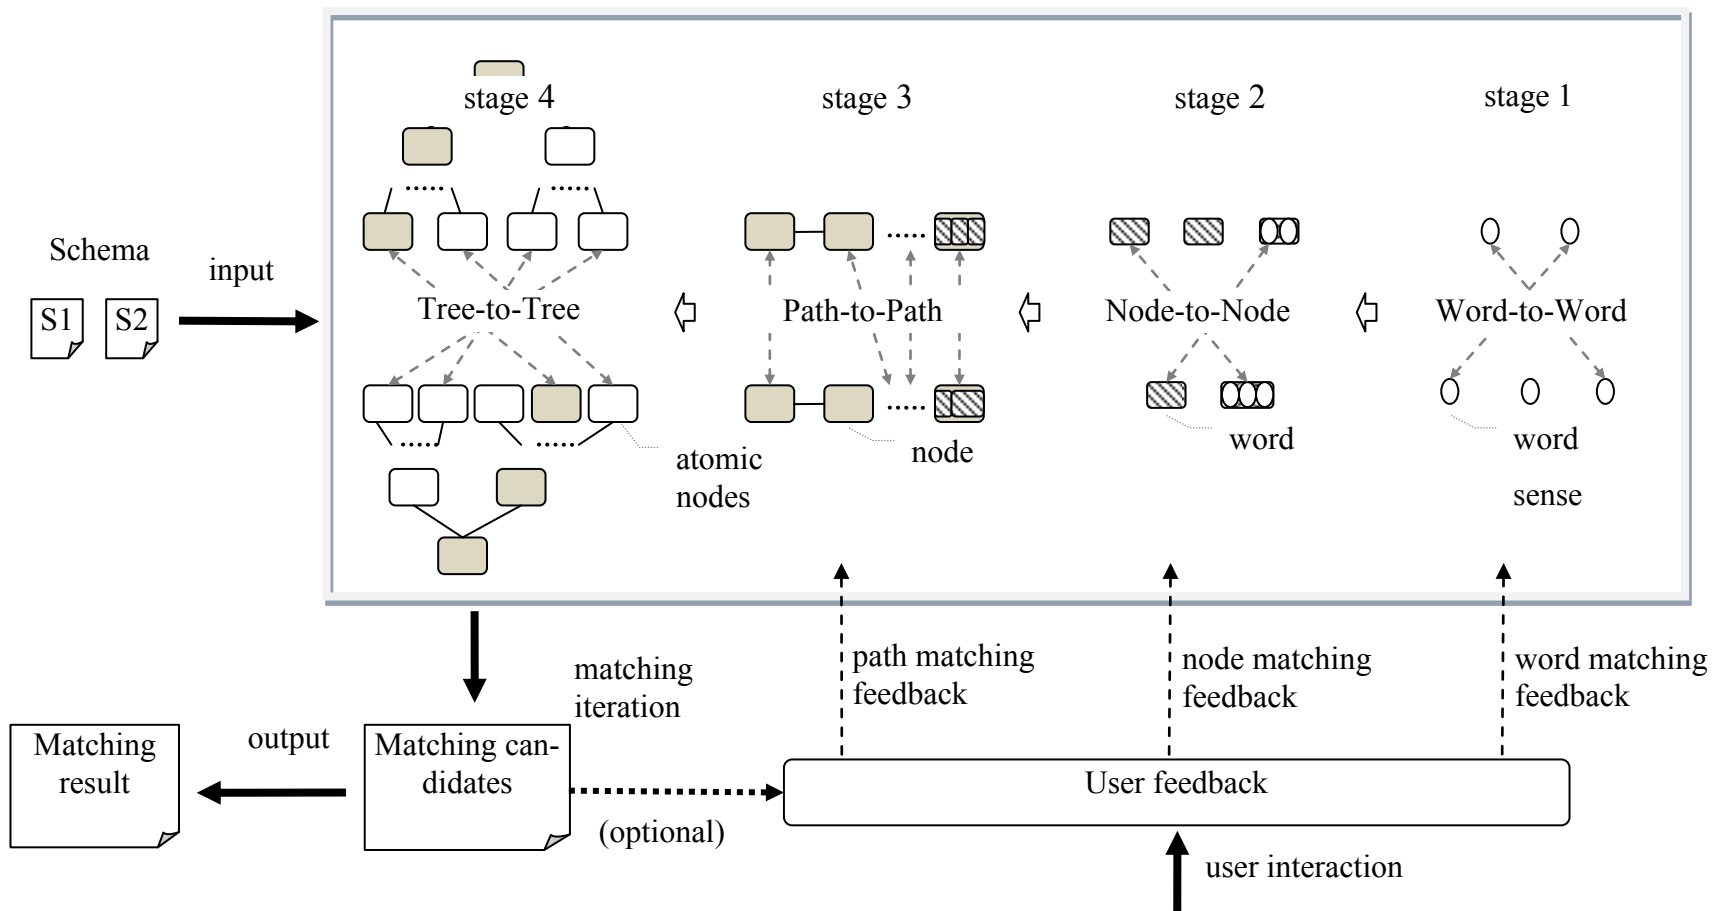 stage 4
stage 3
stage 2
stage 1
Schema
S1
S2
input
Tree-to-Tree
Path-to-Path
Node-to-Node
Word-to-Word
atomic
nodes
node
word
word
sense
matching
iteration
path matching
feedback
node matching
feedback
word matching
feedback
Matching
result
output
Matching can-
didates
(optional)
User feedback
user interaction